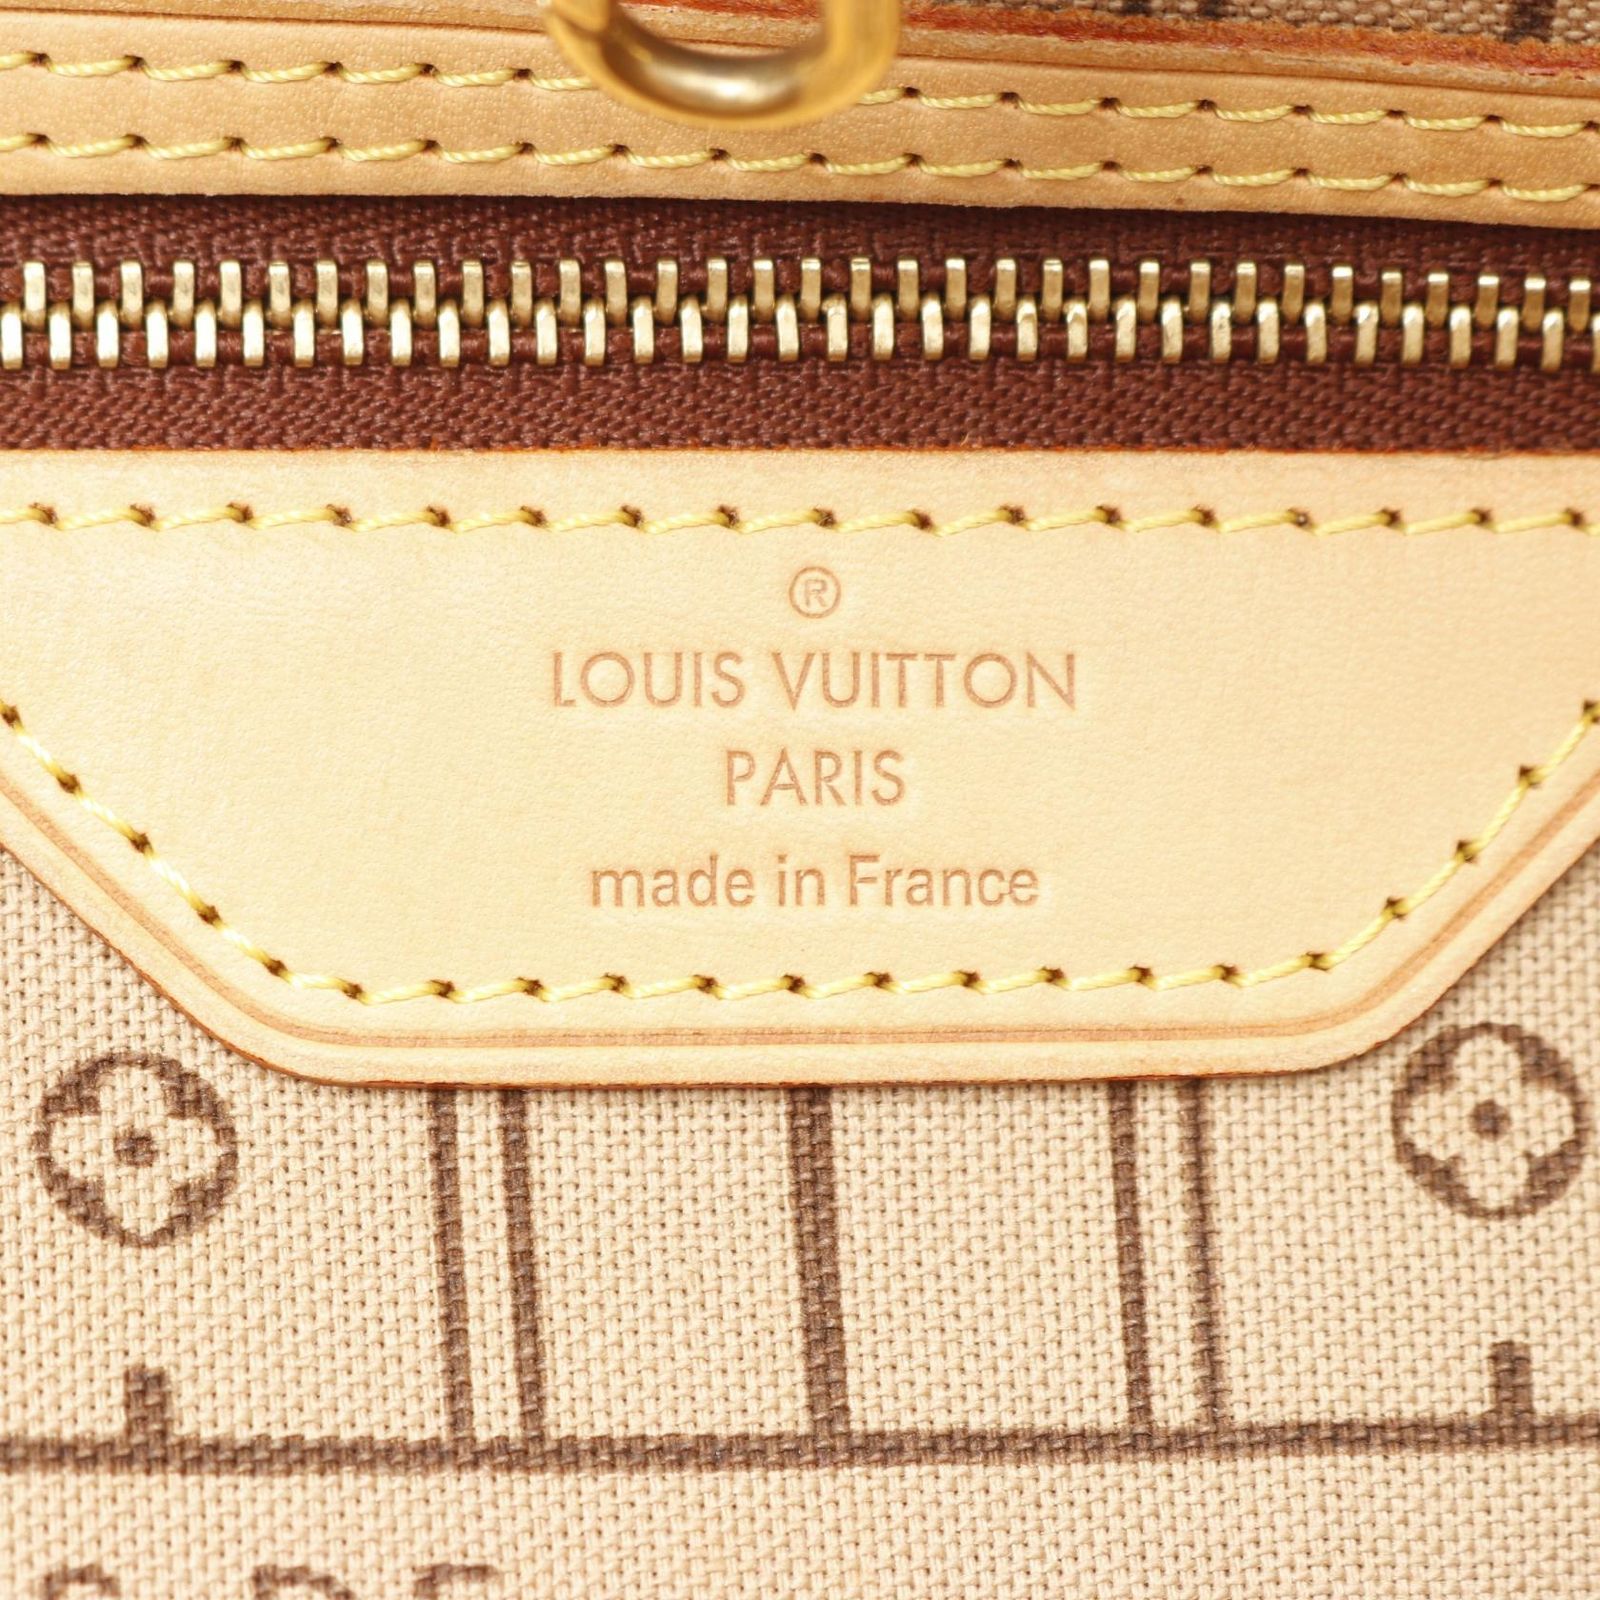 ®
LOUIS VUITTON
PARIS
made in France